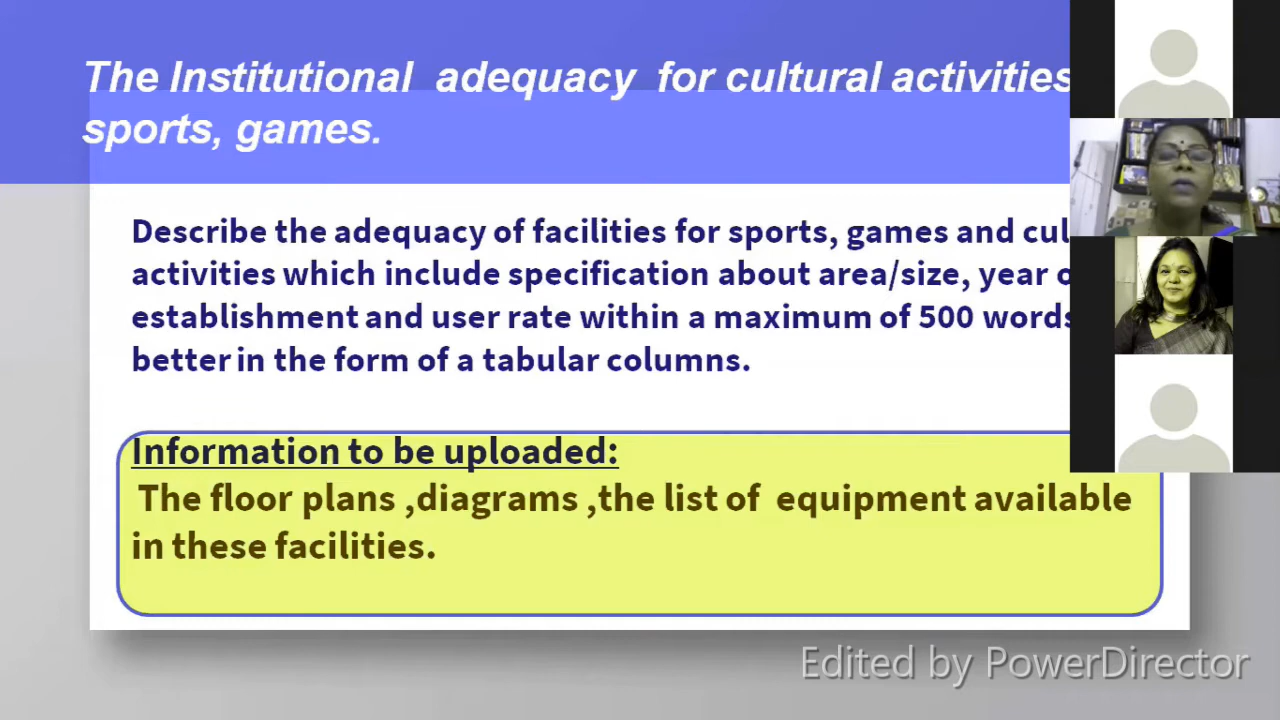 The Institutional adequacy for cultural activities
sports, games.
Describe the adequacy of facilities for sports, games and
activities which include specification about area/size, year
establishment and user rate within a maximum of 500 words
better in the form of a tabular columns.
Information to be uploaded:
The floor plans ,diagrams ,the list of equipment available
in these facilities.
Edited by PowerDirector